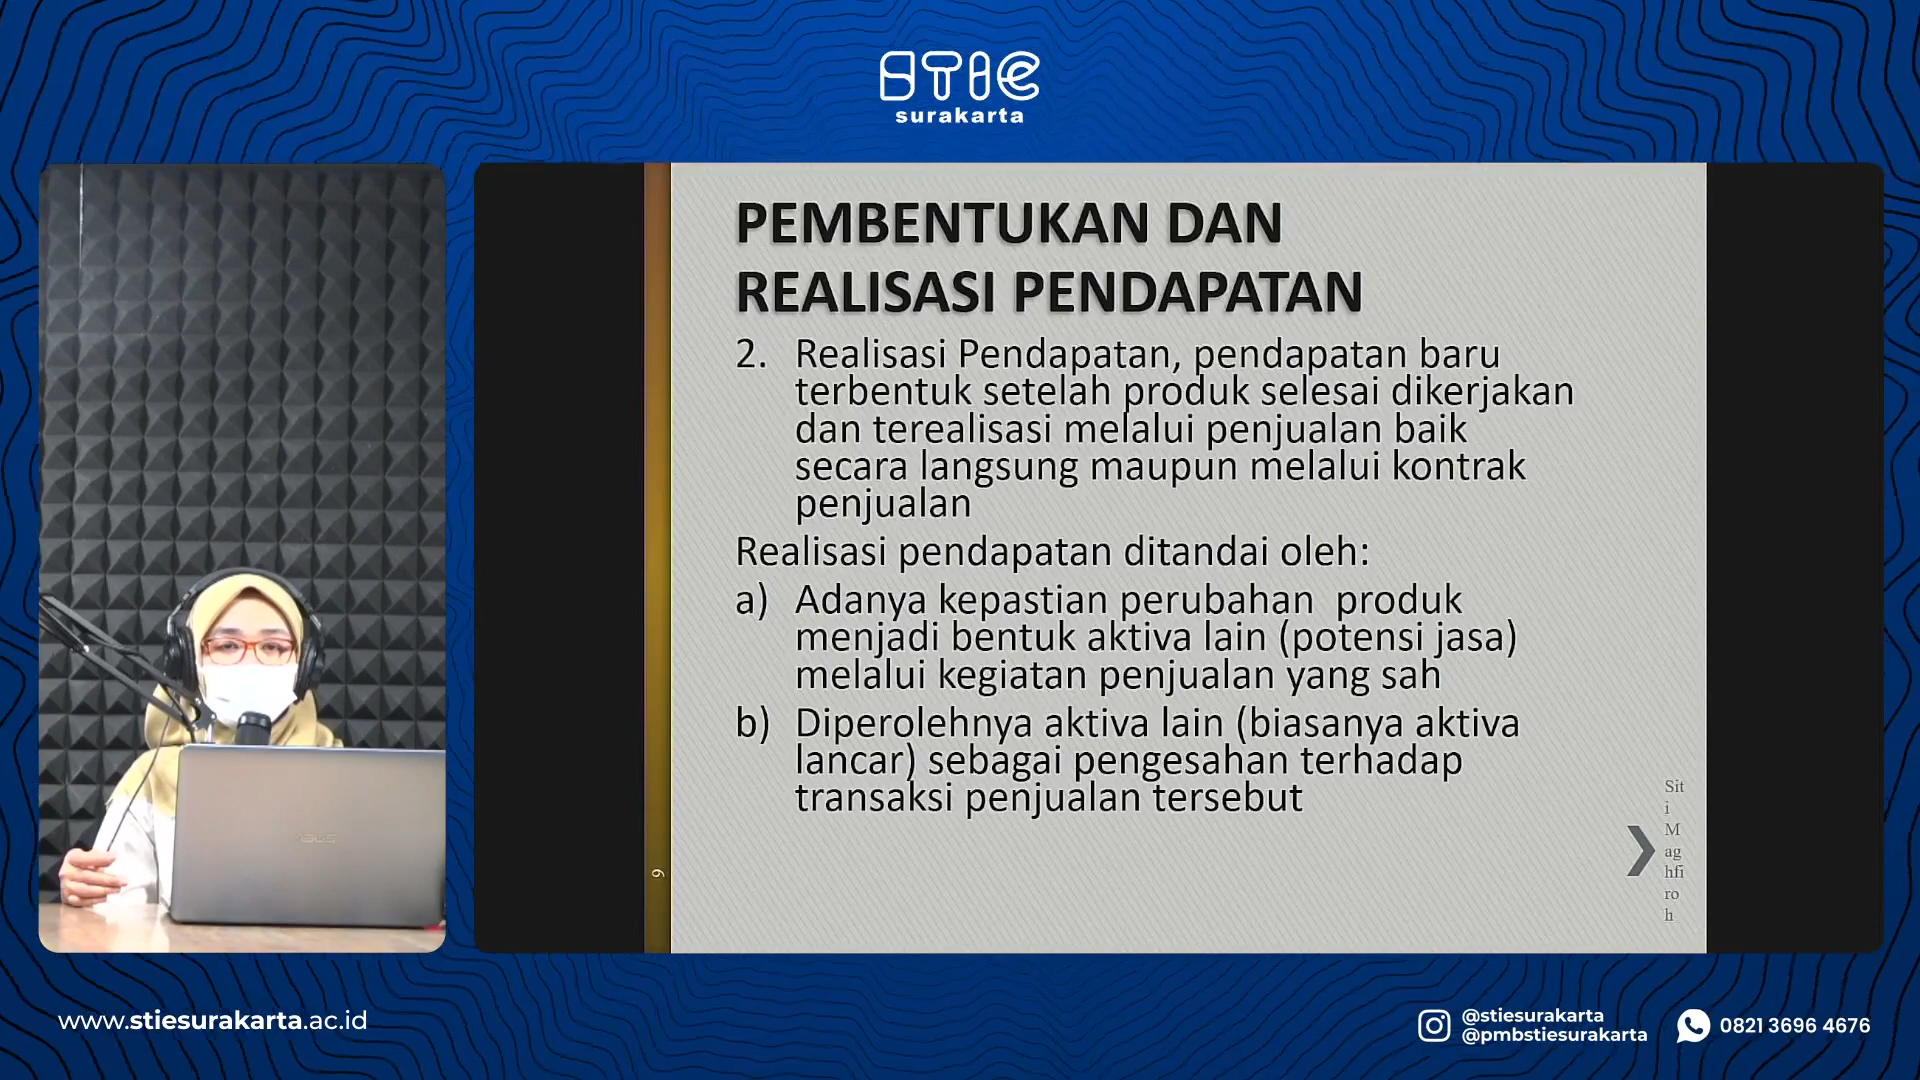 STIE
surakarta
PEMBENTUKAN DAN
REALISASI PENDAPATAN
2. Realisasi Pendapatan, pendapatan baru
terbentuk setelah produk selesai dikerjakan
dan terealisasi melalui penjualan baik
secara langsung maupun melalui kontrak
penjualan
Realisasi pendapatan ditandai oleh:
a) Adanya kepastian perubahan produk
menjadi bentuk aktiva lain (potensi jasa)
melalui kegiatan penjualan yang sah
b) Diperolehnya aktiva lain (biasanya aktiva
lancar) sebagai pengesahan terhadap
transaksi penjualan tersebut
Sit
i
M
ag
hfi
ro
h
9
ASUS
www.stiesurakarta.ac.id
@stiesurakarta
@pmbstiesurakarta
0821 3696 4676